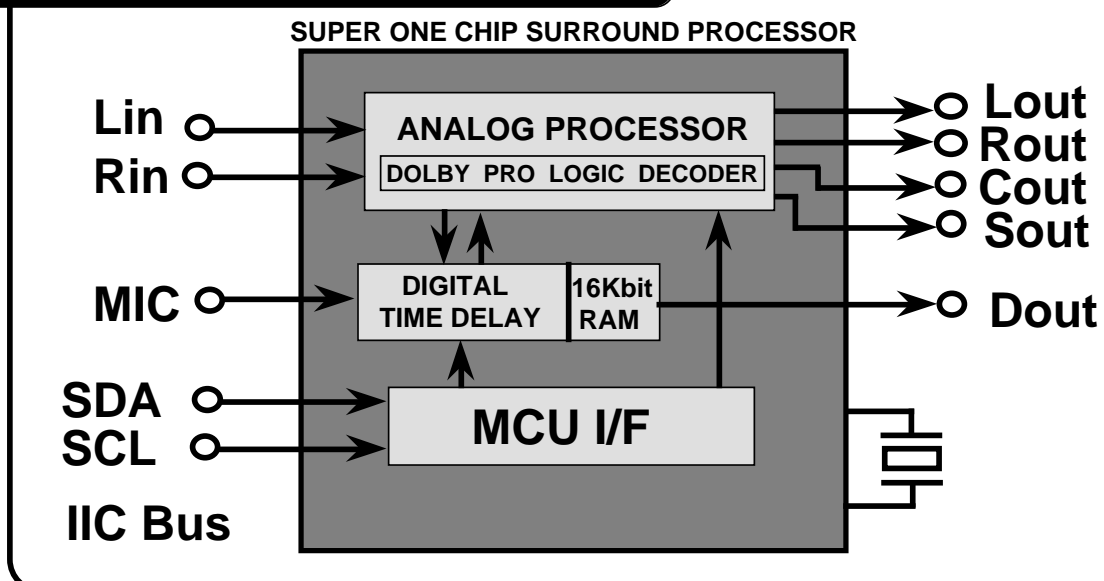 SUPER ONE CHIP SURROUND PROCESSOR
Lin
Rin
ANALOG PROCESSOR
DOLBY PRO LOGIC DECODER
Lout
Rout
Cout
Sout
MIC
DIGITAL
TIME DELAY
16Kbit
RAM
Dout
SDA
SCL
MCU I/F
IIC Bus